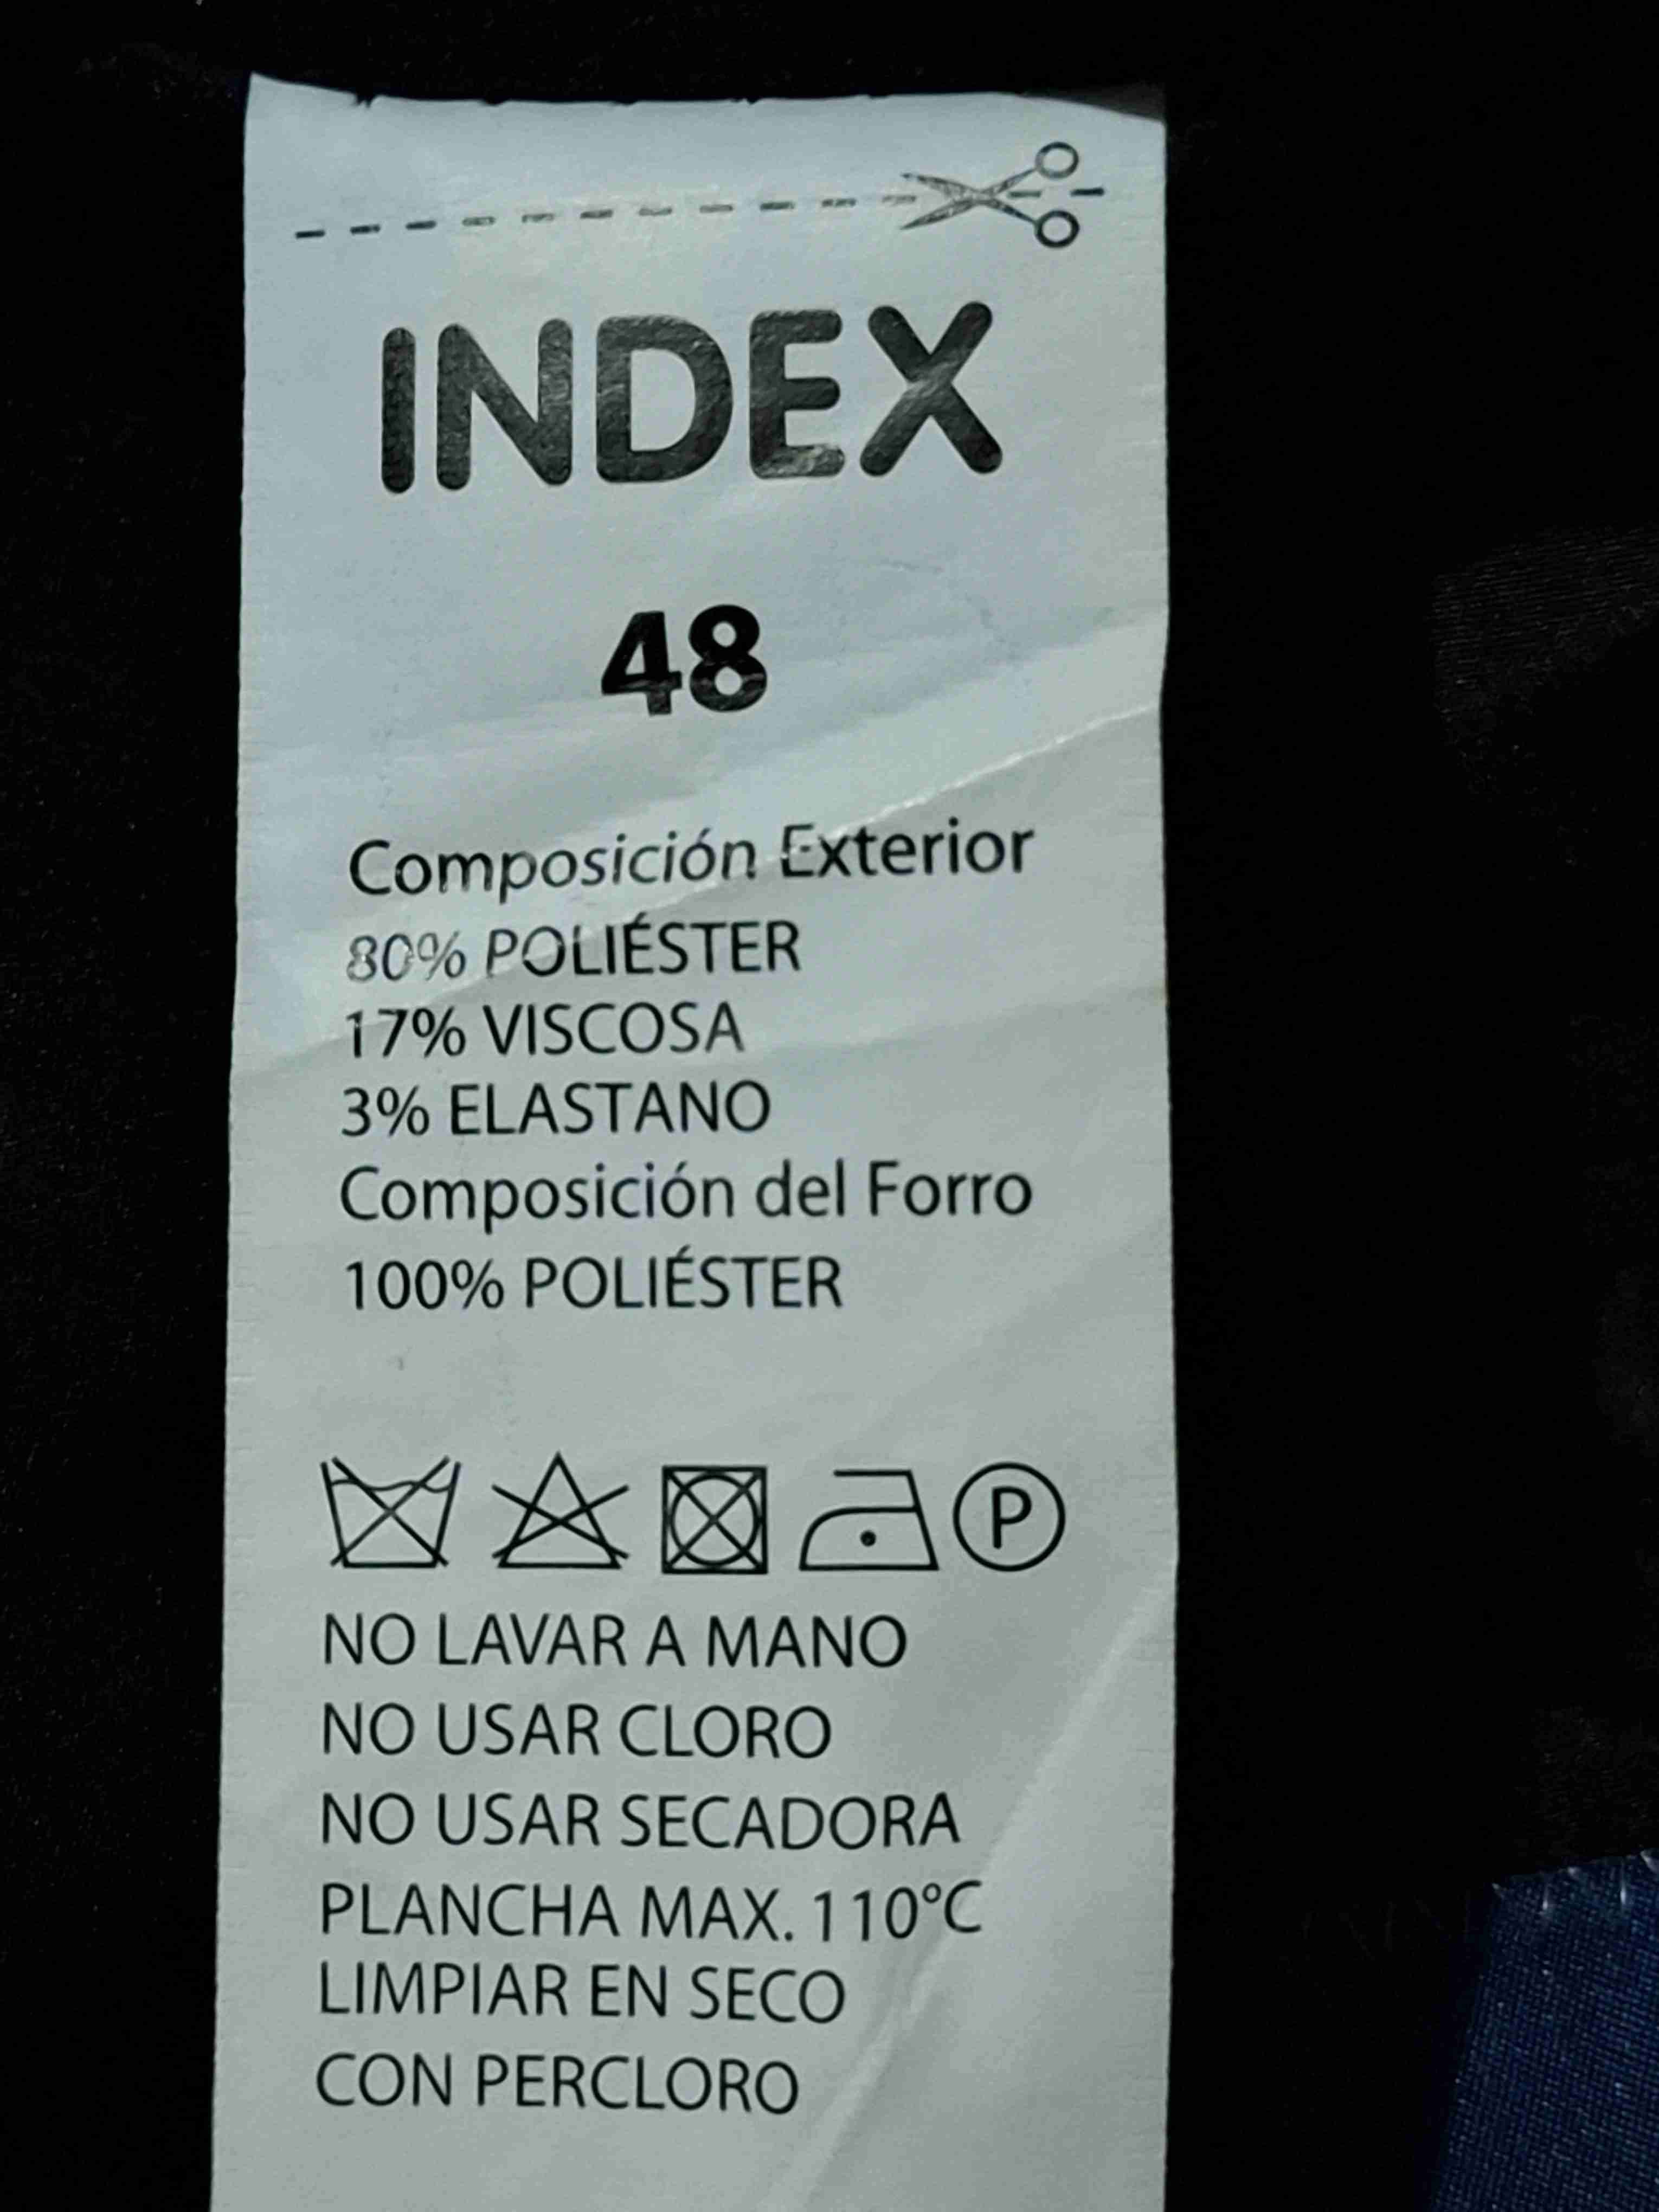 INDEX
48
Composición Exterior
80% POLIÉSTER
17% VISCOSA
3% ELASTANO
Composición del Forro
100% POLIÉSTER
P
NO LAVAR A MANO
NO USAR CLORO
NO USAR SECADORA
PLANCHA MAX. 110°C
LIMPIAR EN SECO
CON PERCLORO